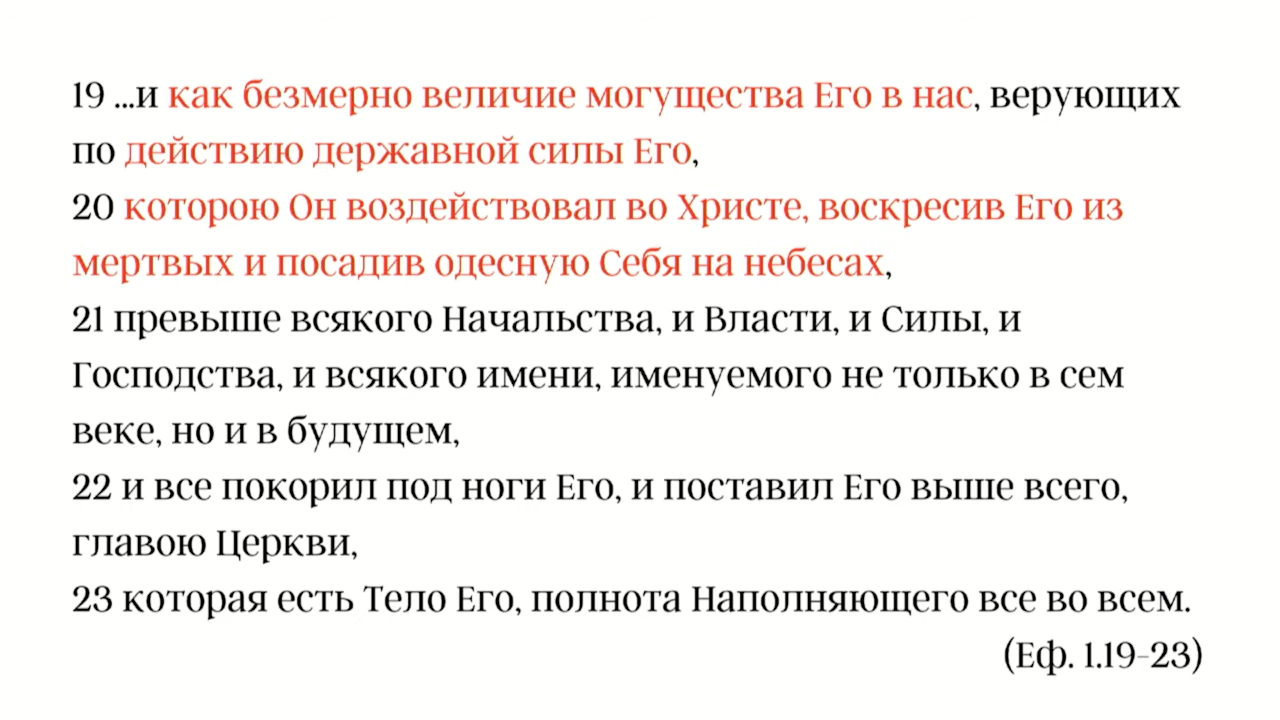 19 ...и как безмерно величие могущества Его в нас, верующих
по действию державной силы Его,
20 которою Он воздействовал во Христе, воскресив Его из
мертвых и посадив одесную Себя на небесах,
21 превыше всякого Начальства, и Власти, и Силы, и
Господства, и всякого имени, именуемого не только в сем
веке, но и в будущем,
22 и все покорил под ноги Его, и поставил Его выше всего,
главою Церкви,
23 которая есть Тело Его, полнота Наполняющего все во всем.
(Еф. 1.19-23)